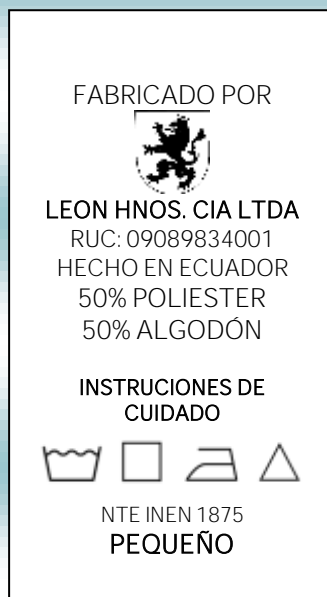 FABRICADO POR
LEON HNOS. CIA LTDA
RUC: 09089834001
HECHO EN ECUADOR
50% POLIESTER
50% ALGODÓN
INSTRUCIONES DE
CUIDADO
NTE INEN 1875
PEQUEÑO